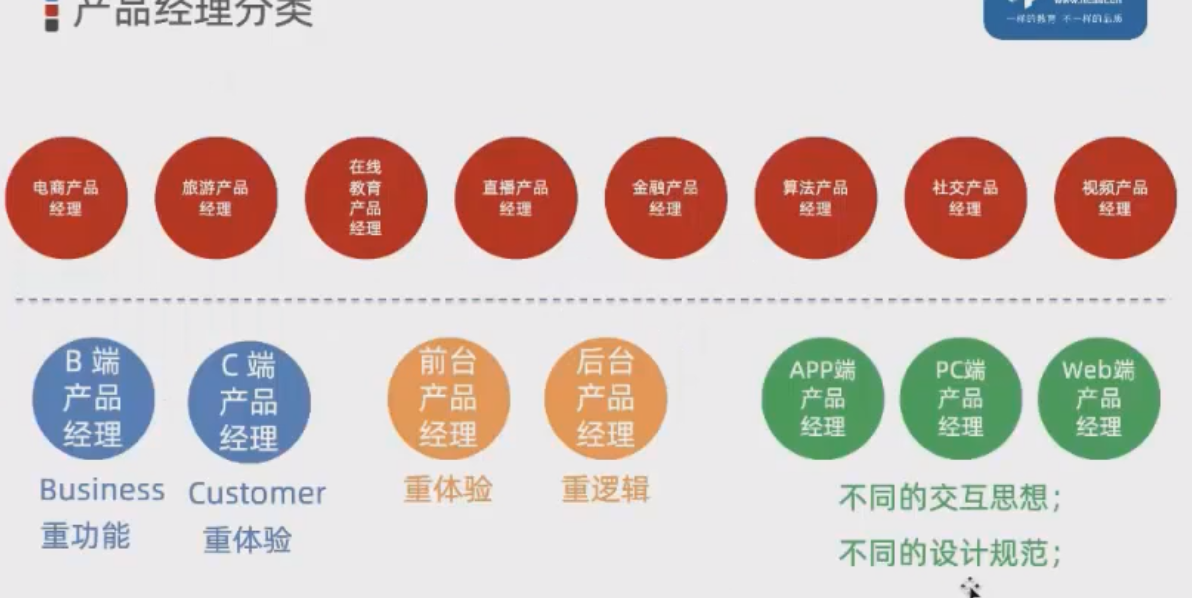 产品经理分类
一样的教育 不一样的品质
电商产品
经理
旅游产品
经理
在线
教育
产品
经理
直播产品
经理
金融产品
经理
算法产品
经理
社交产品
经理
视频产品
经理
B 端
产品
经理
C 端
产品
经理
前台
产品
经理
后台
产品
经理
APP端
产品
经理
PC端
产品
经理
Web端
产品
经理
Business
重功能
Customer
重体验
重体验
重逻辑
不同的交互思想；
不同的设计规范；